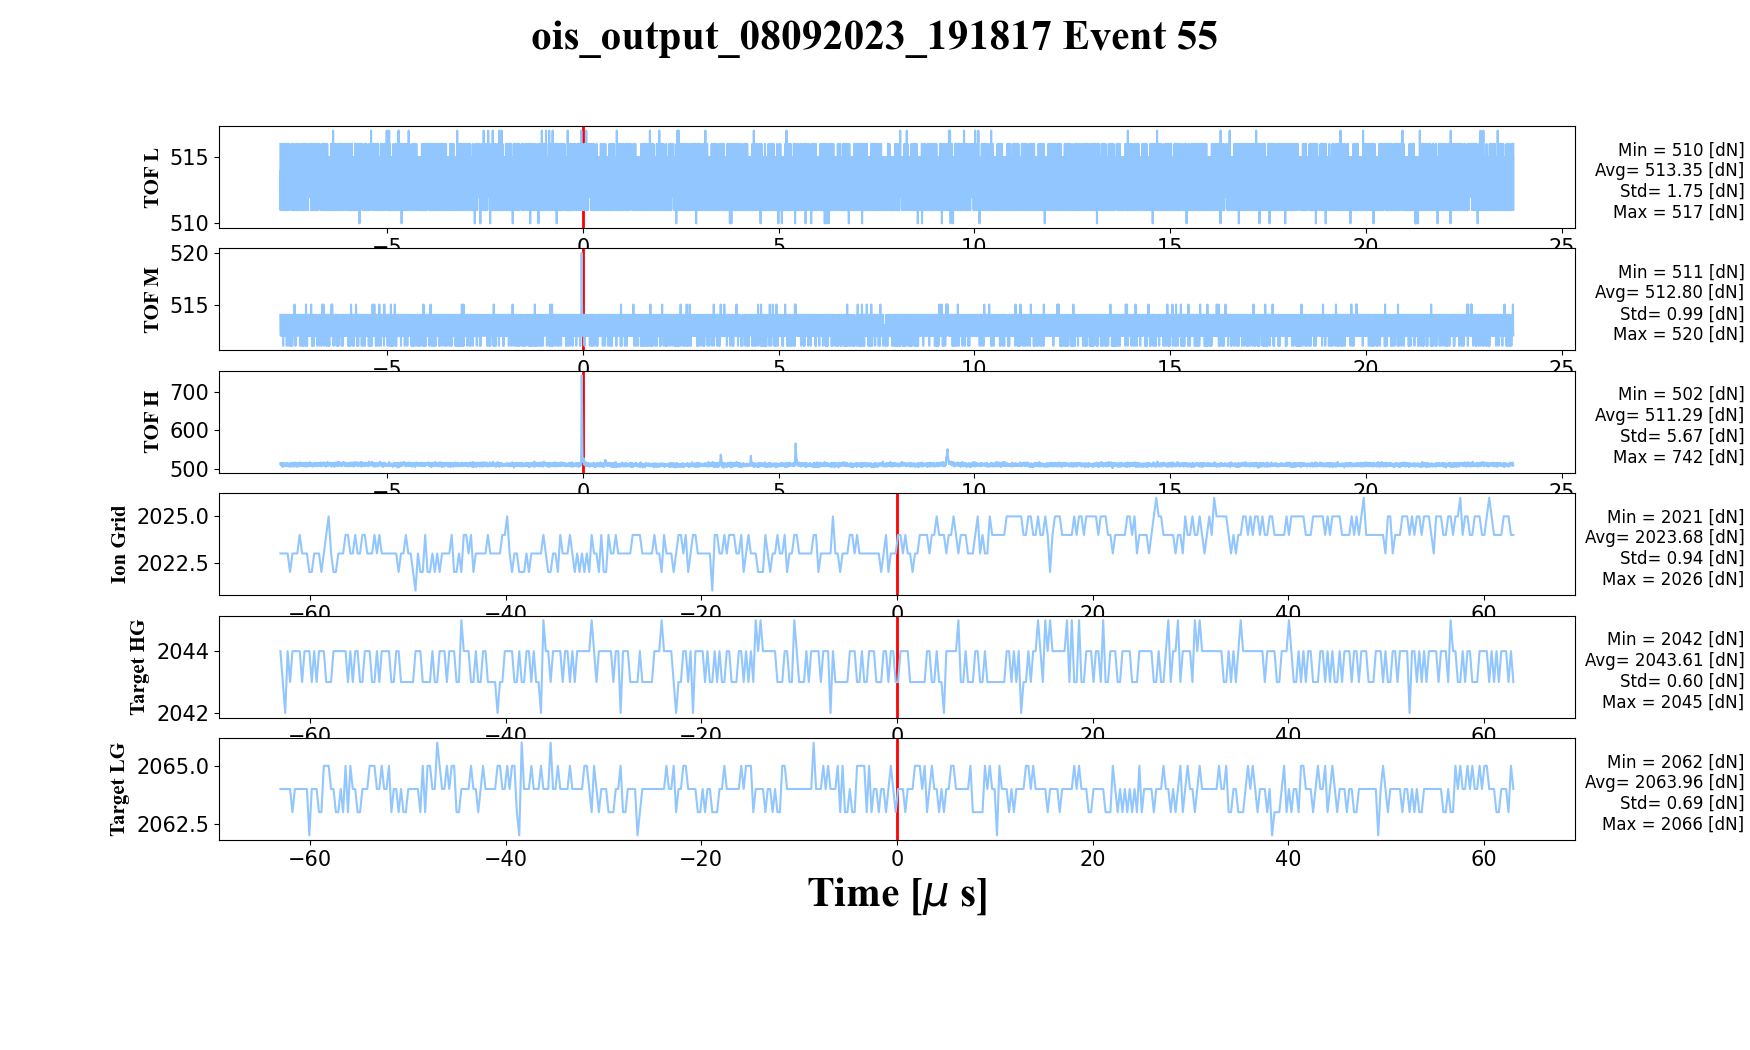 ois_output_08092023_191817 Event 55
TOF L
515
510
Min = 510 [dN]
Avg= 513.35 [dN]
Std= 1.75 [dN]
Max = 517 [dN]
−5 0 5 10 15 20 25
TOF M
520
515
Min = 511 [dN]
Avg= 512.80 [dN]
Std= 0.99 [dN]
Max = 520 [dN]
−5 0 5 10 15 20 25
TOF H
700
600
500
Min = 502 [dN]
Avg= 511.29 [dN]
Std= 5.67 [dN]
Max = 742 [dN]
−5 0 5 10 15 20 25
Ion Grid
2025.0
2022.5
Min = 2021 [dN]
Avg= 2023.68 [dN]
Std= 0.94 [dN]
Max = 2026 [dN]
−60 −40 −20 0 20 40 60
Target HG
2044
2042
Min = 2042 [dN]
Avg= 2043.61 [dN]
Std= 0.60 [dN]
Max = 2045 [dN]
−60 −40 −20 0 20 40 60
Target LG
2065.0
2062.5
Min = 2062 [dN]
Avg= 2063.96 [dN]
Std= 0.69 [dN]
Max = 2066 [dN]
−60 −40 −20 0 20 40 60
Time [μ s]